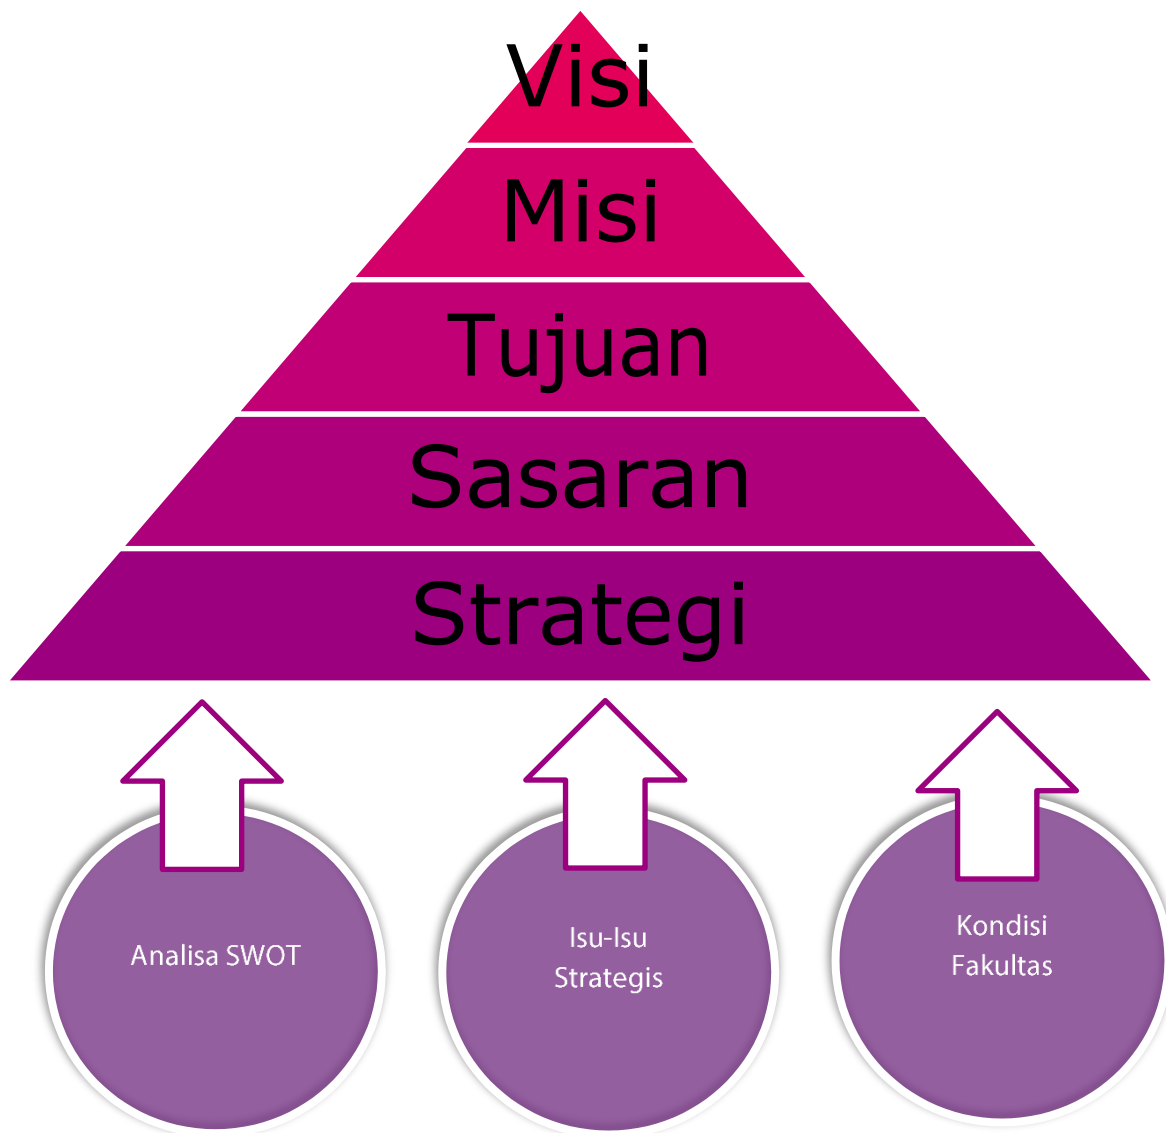 Visi
Misi
Tujuan
Sasaran
Strategi
Analisa SWOT
Isu-Isu
Strategis
Kondisi
Fakultas